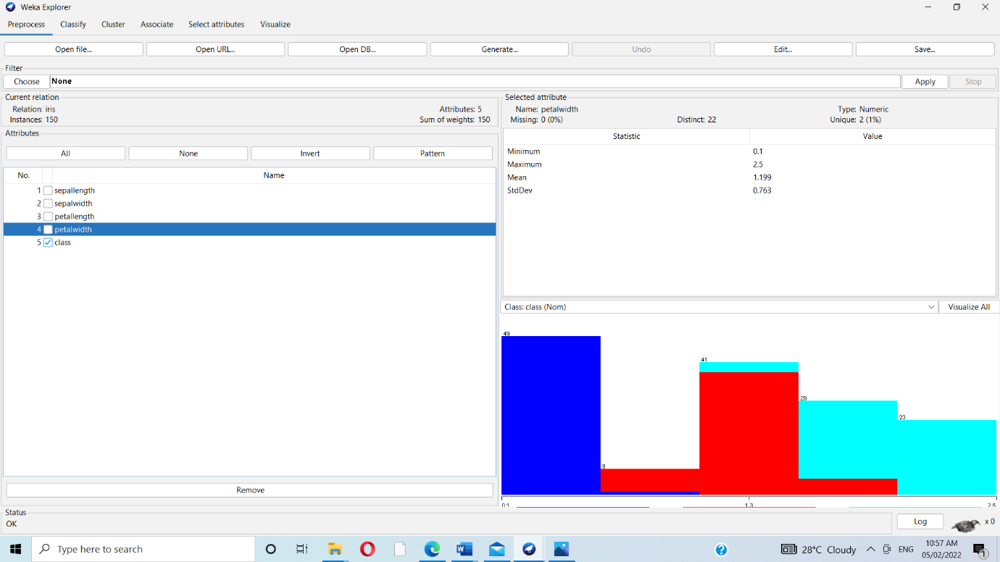 Weka Explorer
Preprocess Classify Cluster Associate Select attributes Visualize
Open file... Open URL... Open DB... Generate... Undo Edit... Save...
Filter
Choose None Apply Stop
Current relation
Relation: iris Attributes: 5
Instances: 150 Sum of weights: 150
Attributes
All None Invert Pattern
No. Name
1 sepallength
2 sepalwidth
3 petallength
4 petalwidth
5 class
Remove
Selected attribute
Name: petalwidth Type: Numeric
Missing: 0 (0%) Distinct: 22 Unique: 2 (1%)
Statistic Value
Minimum 0.1
Maximum 2.5
Mean 1.199
StdDev 0.763
Class: class (Nom) Visualize All
49
41
29
23
8
0.1 1.3 2.5
Status
OK
Log x 0
Type here to search
W
?
28°C Cloudy
ENG
10:57 AM
05/02/2022
1